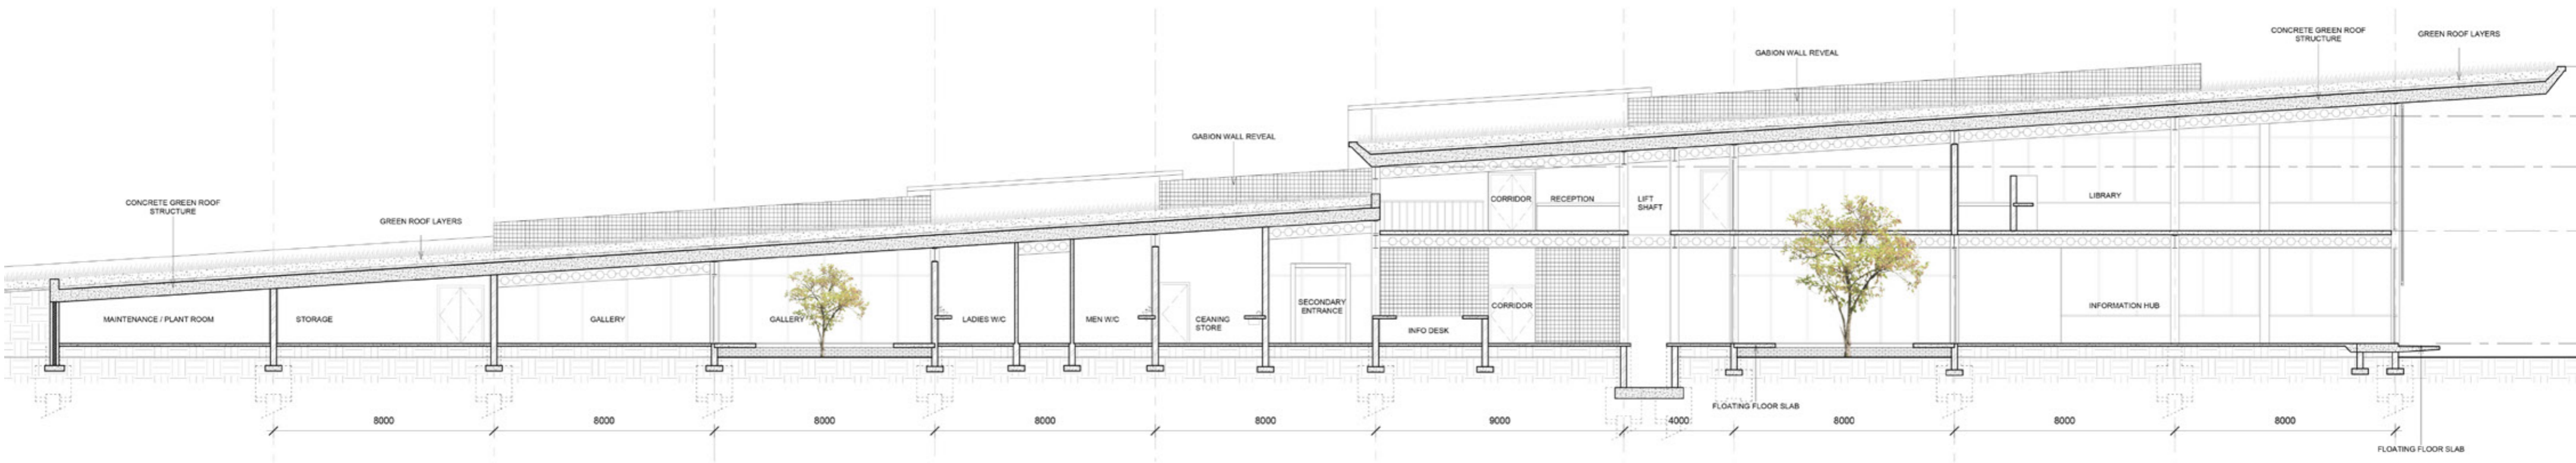 CONCRETE GREEN ROOF
STRUCTURE
GREEN ROOF LAYERS
GABION WALL REVEAL
GABION WALL REVEAL
CONCRETE GREEN ROOF
STRUCTURE
GREEN ROOF LAYERS
CORRIDOR
RECEPTION
LIFT
SHAFT
LIBRARY
MAINTENANCE / PLANT ROOM
STORAGE
GALLERY
GALLERY
LADIES W/C
MEN W/C
CEANING
STORE
SECONDARY
ENTRANCE
INFO DESK
CORRIDOR
INFORMATION HUB
FLOATING FLOOR SLAB
8000
8000
8000
8000
8000
9000
4000
8000
8000
8000
FLOATING FLOOR SLAB